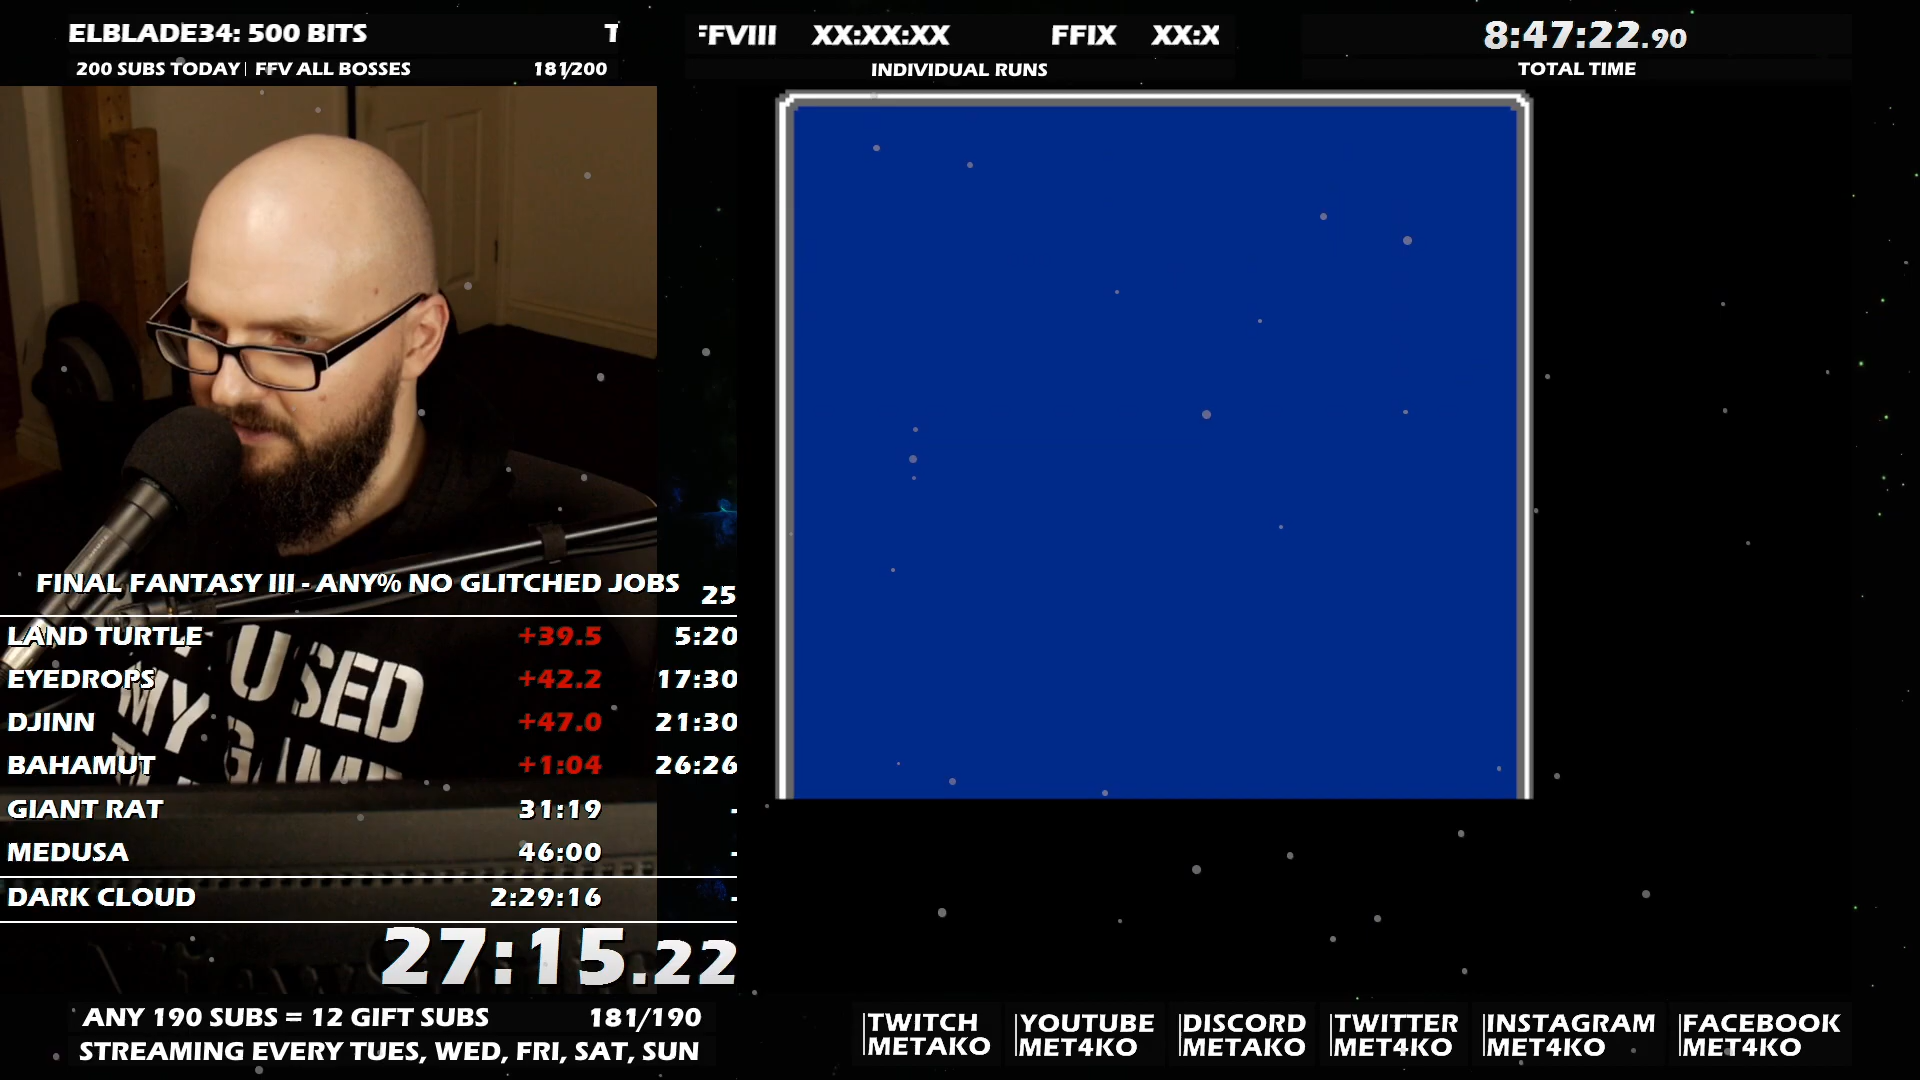 ELBLADE34: 500 BITS
200 SUBS TODAY FFV ALL BOSSES 181/200
FFVIII XX:XX:XX FFIX XX:X
INDIVIDUAL RUNS
8:47:22.90
TOTAL TIME
USED
MY GAME
FINAL FANTASY III - ANY% NO GLITCHED JOBS 25
LAND TURTLE +39.5 5:20
EYEDROPS +42.2 17:30
DJINN +47.0 21:30
BAHAMUT +1:04 26:26
GIANT RAT 31:19 -
MEDUSA 46:00 -
DARK CLOUD 2:29:16 -
27:15.22
ANY 190 SUBS = 12 GIFT SUBS 181/190
STREAMING EVERY TUES, WED, FRI, SAT, SUN
TWITCH
METAKO
YOUTUBE
MET4KO
DISCORD
METAKO
TWITTER
MET4KO
INSTAGRAM
MET4KO
FACEBOOK
MET4KO